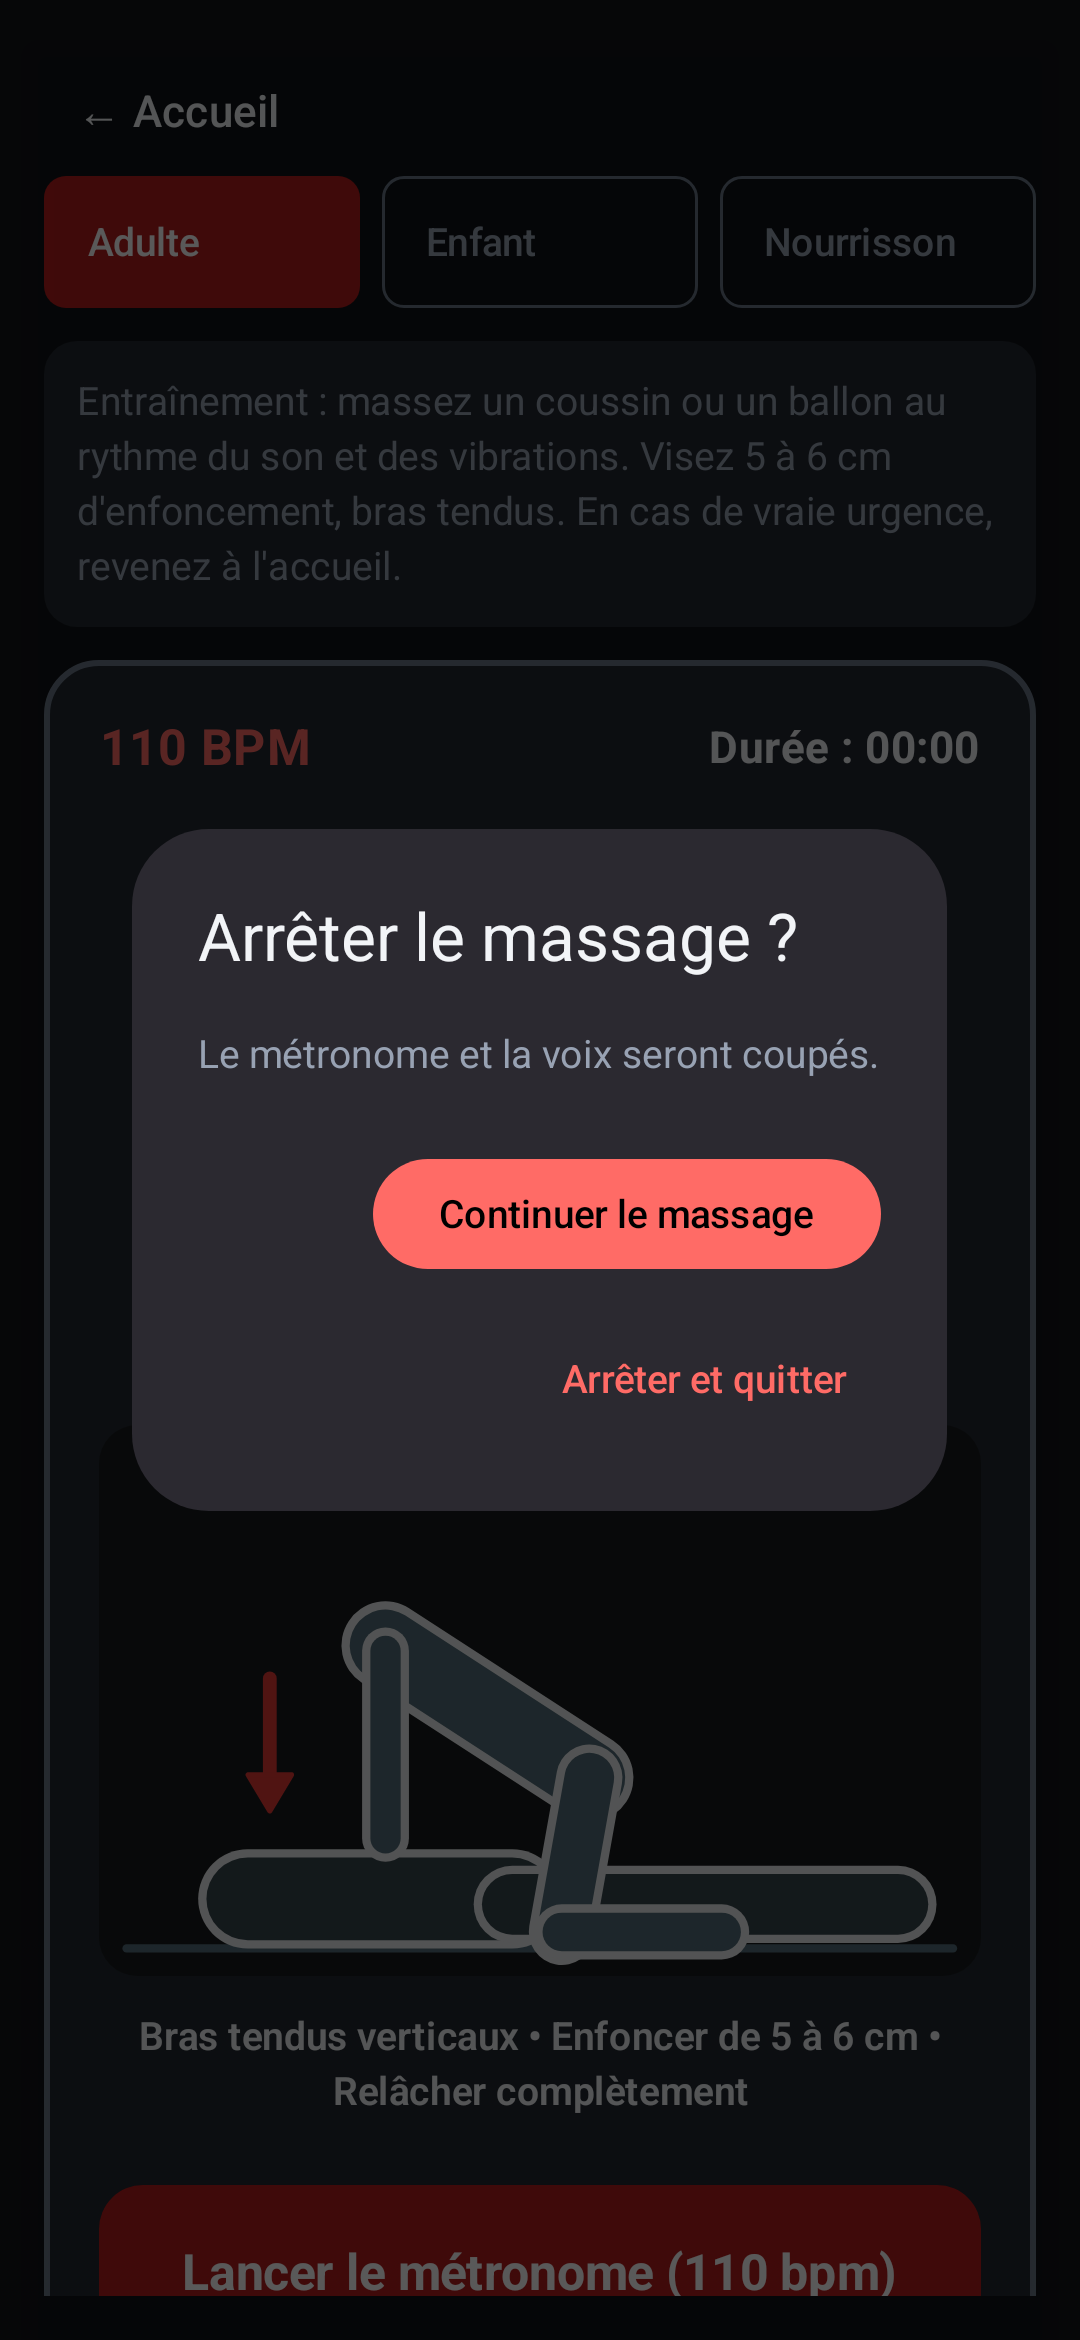 ← Accueil
Adulte
Enfant
Nourrisson
Entraînement : massez un coussin ou un ballon au
rythme du son et des vibrations. Visez 5 à 6 cm
d'enfoncement, bras tendus. En cas de vraie urgence,
revenez à l'accueil.
110 BPM
Durée : 00:00
Arrêter le massage ?
Le métronome et la voix seront coupés.
Continuer le massage
Arrêter et quitter
Bras tendus verticaux • Enfoncer de 5 à 6 cm •
Relâcher complètement
Lancer le métronome (110 bpm)